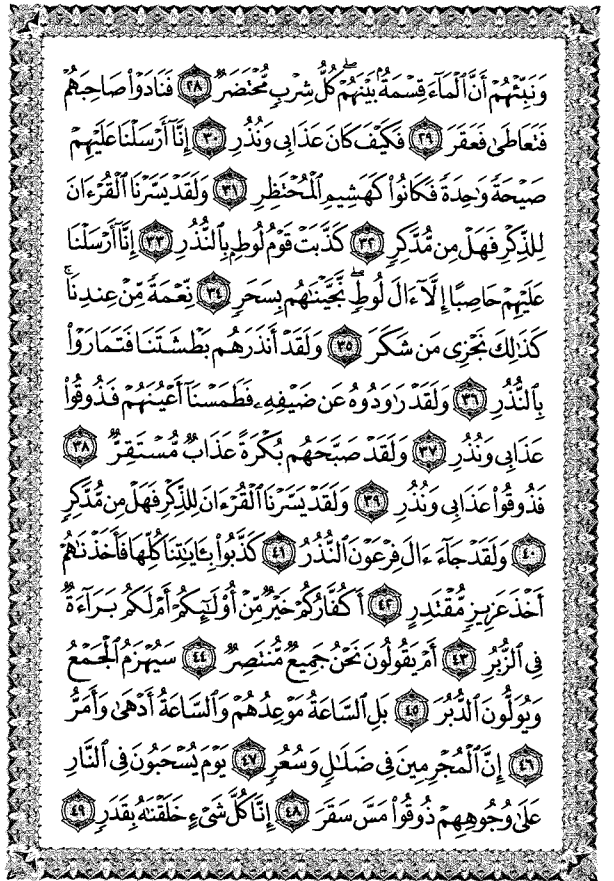 وَنَبِّئْهُمْ أَنَّ ٱلْمَآءَ قِسْمَةٌۢ بَيْنَهُمْ ۖ كُلُّ شِرْبٍ مُّحْتَضَرٌ ٢٨ فَنَادَوْا۟ صَاحِبَهُمْ
فَتَعَاطَىٰ فَعَقَرَ ٢٩ فَكَيْفَ كَانَ عَذَابِى وَنُذُرِ ٣٠ إِنَّآ أَرْسَلْنَا عَلَيْهِمْ
صَيْحَةً وَٰحِدَةً فَكَانُوا۟ كَهَشِيمِ ٱلْمُحْتَظِرِ ٣١ وَلَقَدْ يَسَّرْنَا ٱلْقُرْءَانَ
لِلذِّكْرِ فَهَلْ مِن مُّدَّكِرٍ ٣٢ كَذَّبَتْ قَوْمُ لُوطٍۭ بِٱلنُّذُرِ ٣٣ إِنَّآ أَرْسَلْنَا
عَلَيْهِمْ حَاصِبًا إِلَّآ ءَالَ لُوطٍ ۖ نَّجَّيْنَٰهُم بِسَحَرٍ ٣٤ نِّعْمَةً مِّنْ عِندِنَا ۚ
كَذَٰلِكَ نَجْزِى مَن شَكَرَ ٣٥ وَلَقَدْ أَنذَرَهُم بَطْشَتَنَا فَتَمَارَوْا۟
بِٱلنُّذُرِ ٣٦ وَلَقَدْ رَٰوَدُوهُ عَن ضَيْفِهِۦ فَطَمَسْنَآ أَعْيُنَهُمْ فَذُوقُوا۟
عَذَابِى وَنُذُرِ ٣٧ وَلَقَدْ صَبَّحَهُم بُكْرَةً عَذَابٌ مُّسْتَقِرٌّ ٣٨
فَذُوقُوا۟ عَذَابِى وَنُذُرِ ٣٩ وَلَقَدْ يَسَّرْنَا ٱلْقُرْءَانَ لِلذِّكْرِ فَهَلْ مِن مُّدَّكِرٍ
٤٠ وَلَقَدْ جَآءَ ءَالَ فِرْعَوْنَ ٱلنُّذُرُ ٤١ كَذَّبُوا۟ بِـَٔايَٰتِنَا كُلِّهَا فَأَخَذْنَٰهُمْ
أَخْذَ عَزِيزٍ مُّقْتَدِرٍ ٤٢ أَكُفَّارُكُمْ خَيْرٌ مِّنْ أُو۟لَٰٓئِكُمْ أَمْ لَكُم بَرَآءَةٌ
فِى ٱلزُّبُرِ ٤٣ أَمْ يَقُولُونَ نَحْنُ جَمِيعٌ مُّنتَصِرٌ ٤٤ سَيُهْزَمُ ٱلْجَمْعُ
وَيُوَلُّونَ ٱلدُّبُرَ ٤٥ بَلِ ٱلسَّاعَةُ مَوْعِدُهُمْ وَٱلسَّاعَةُ أَدْهَىٰ وَأَمَرُّ
٤٦ إِنَّ ٱلْمُجْرِمِينَ فِى ضَلَٰلٍ وَسُعُرٍ ٤٧ يَوْمَ يُسْحَبُونَ فِى ٱلنَّارِ
عَلَىٰ وُجُوهِهِمْ ذُوقُوا۟ مَسَّ سَقَرَ ٤٨ إِنَّا كُلَّ شَىْءٍ خَلَقْنَٰهُ بِقَدَرٍ ٤٩